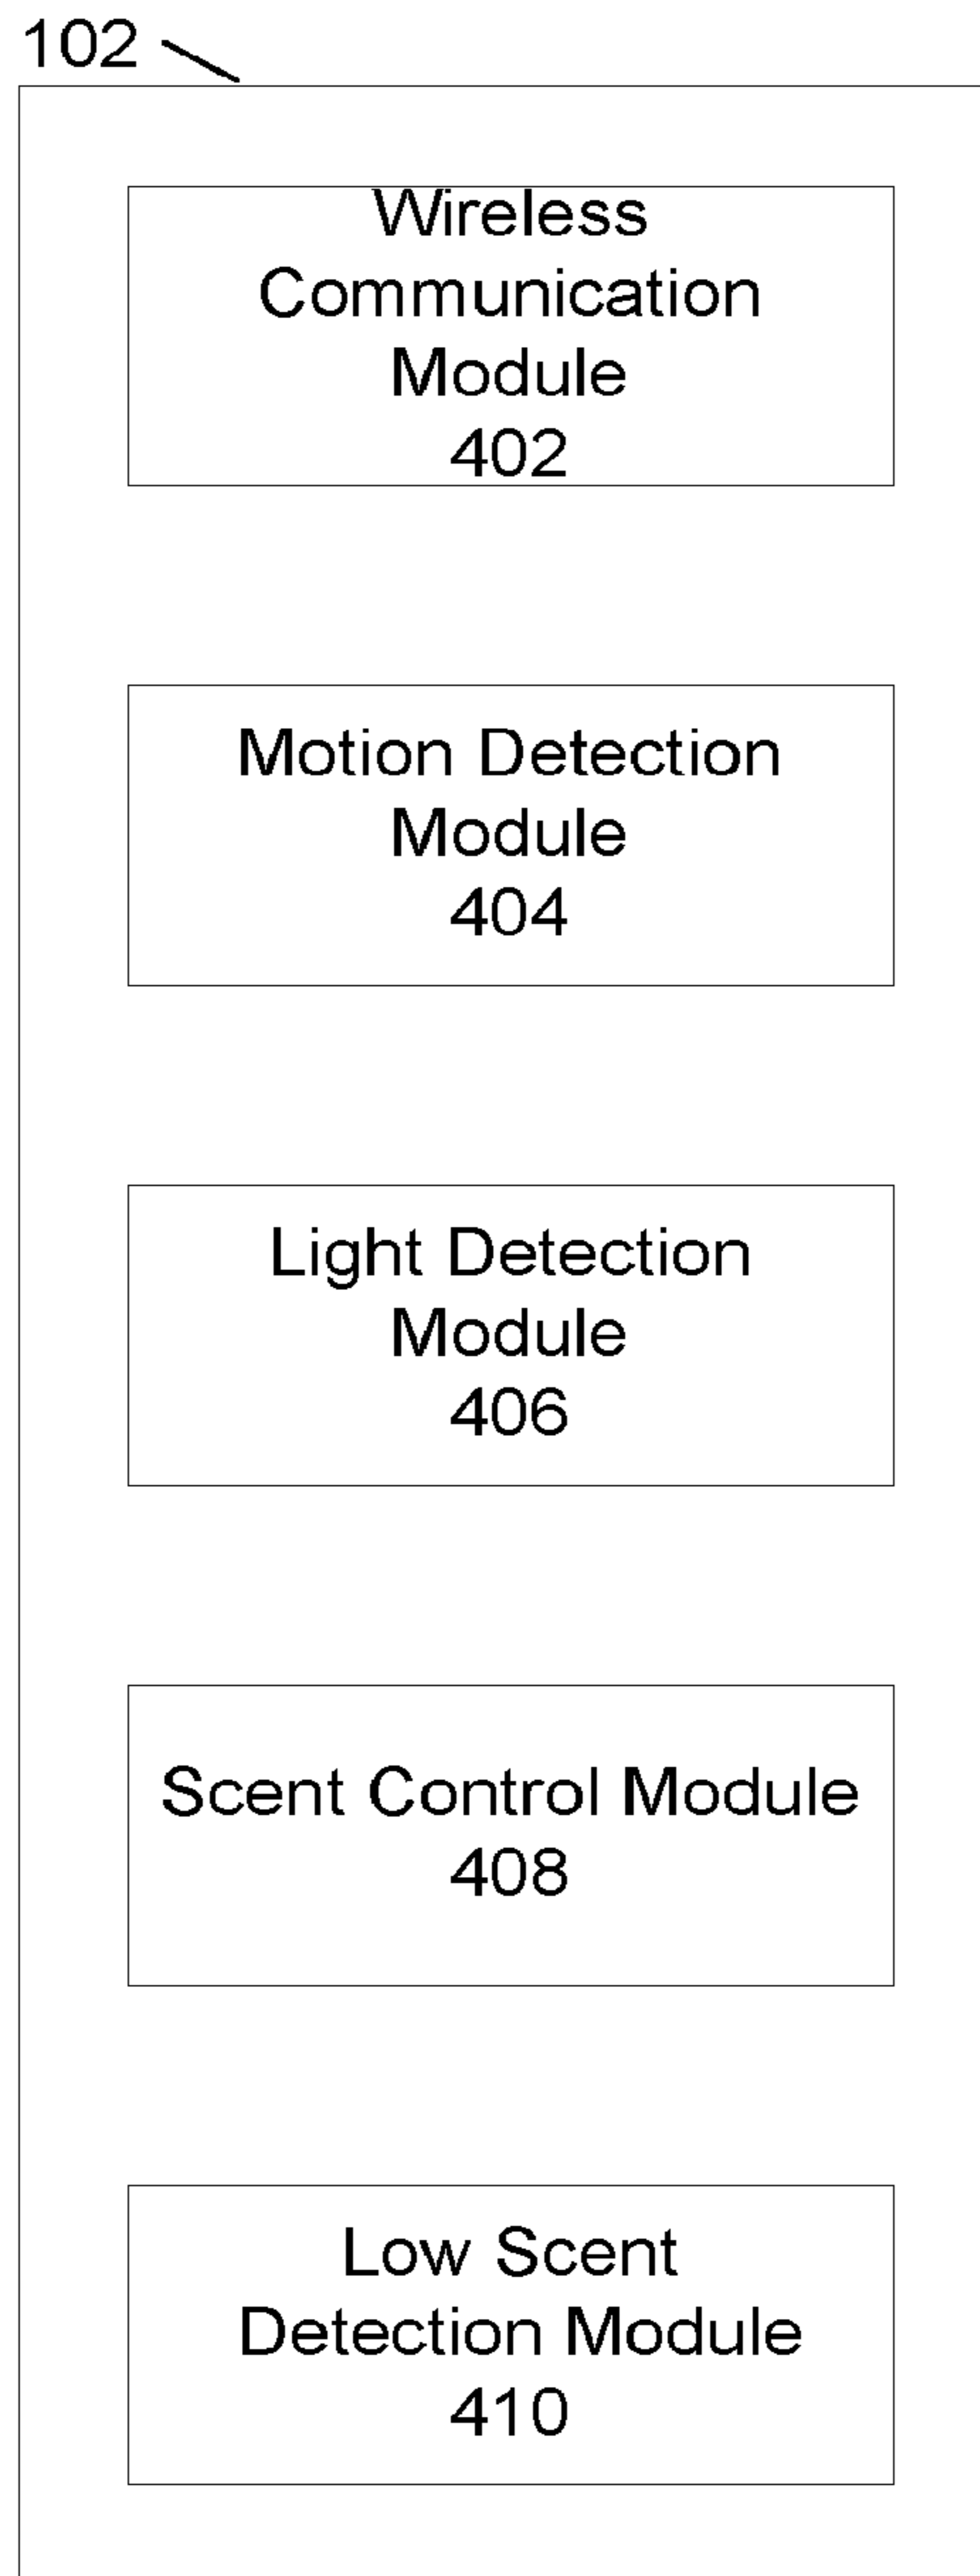 102
Wireless
Communication
Module
402
Motion Detection
Module
404
Light Detection
Module
406
Scent Control Module
408
Low Scent
Detection Module
410